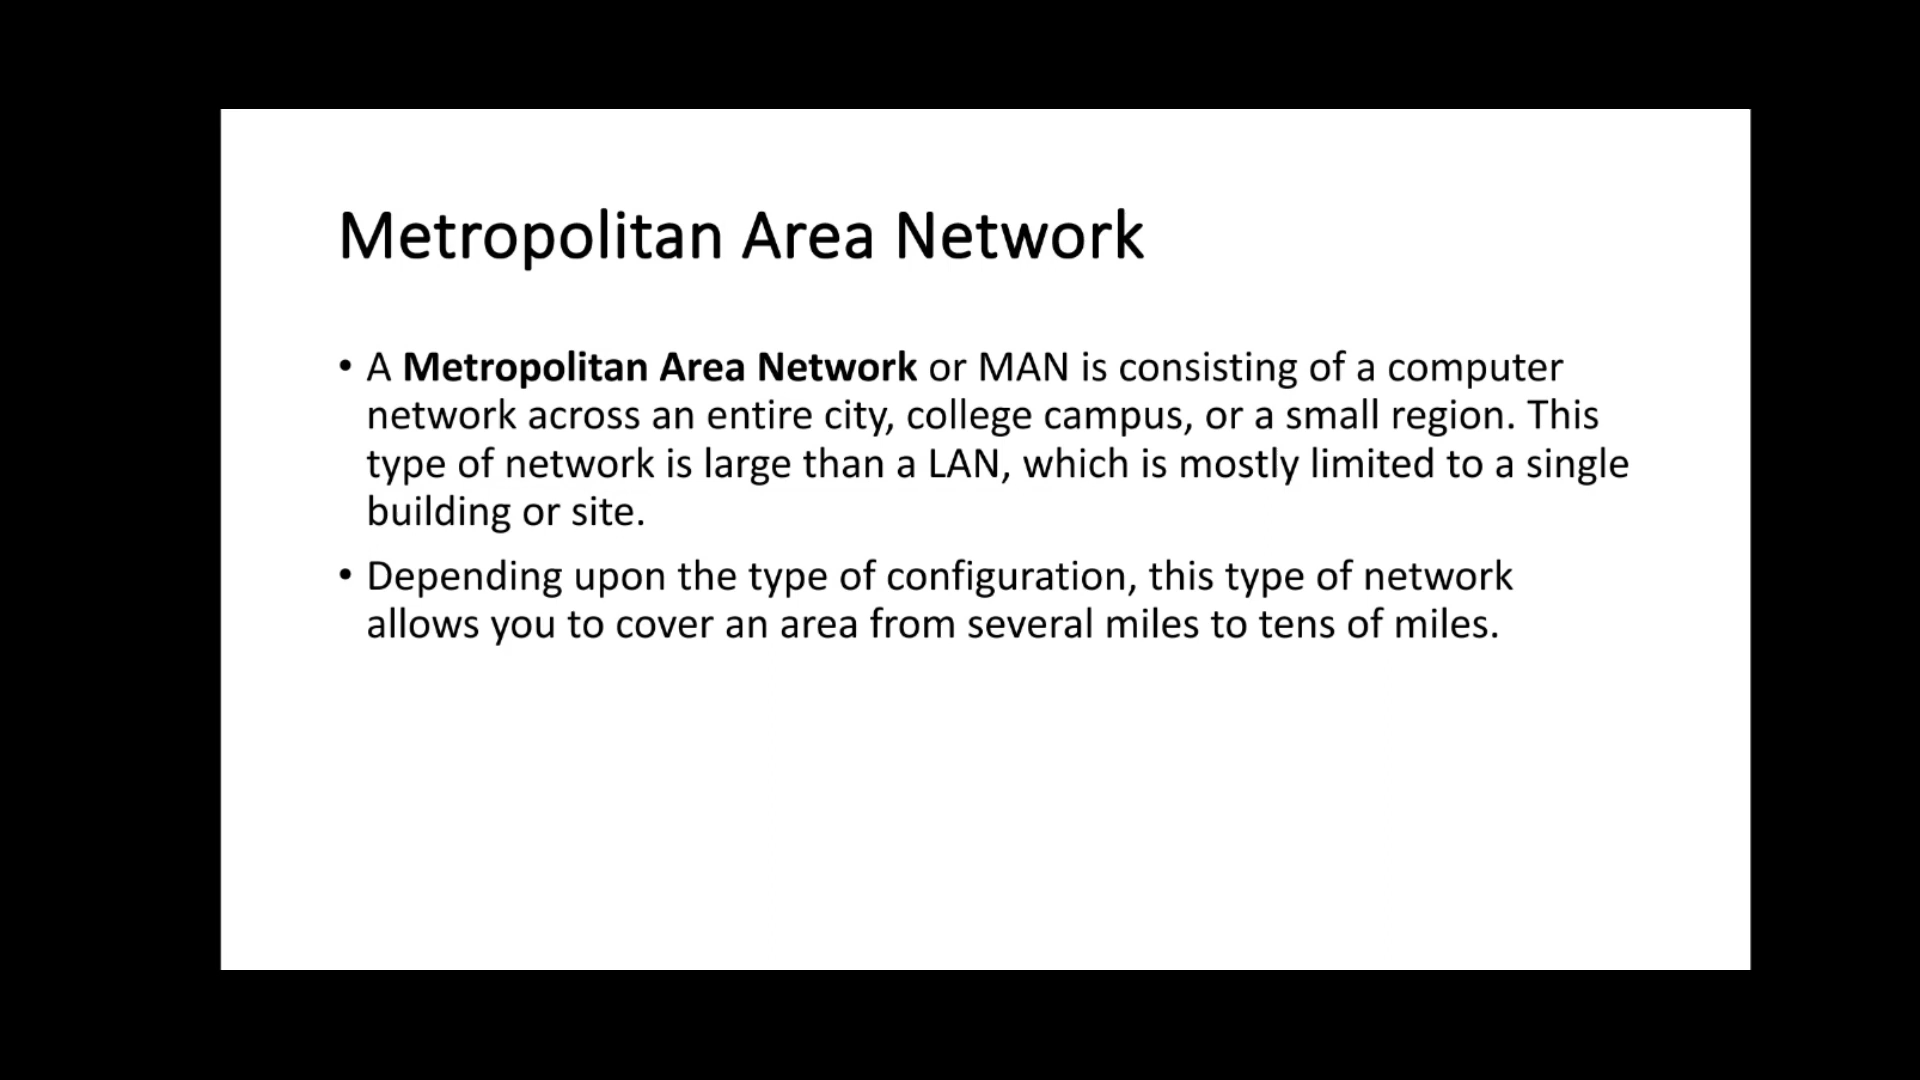 Metropolitan Area Network
• A Metropolitan Area Network or MAN is consisting of a computer
network across an entire city, college campus, or a small region. This
type of network is large than a LAN, which is mostly limited to a single
building or site.
• Depending upon the type of configuration, this type of network
allows you to cover an area from several miles to tens of miles.